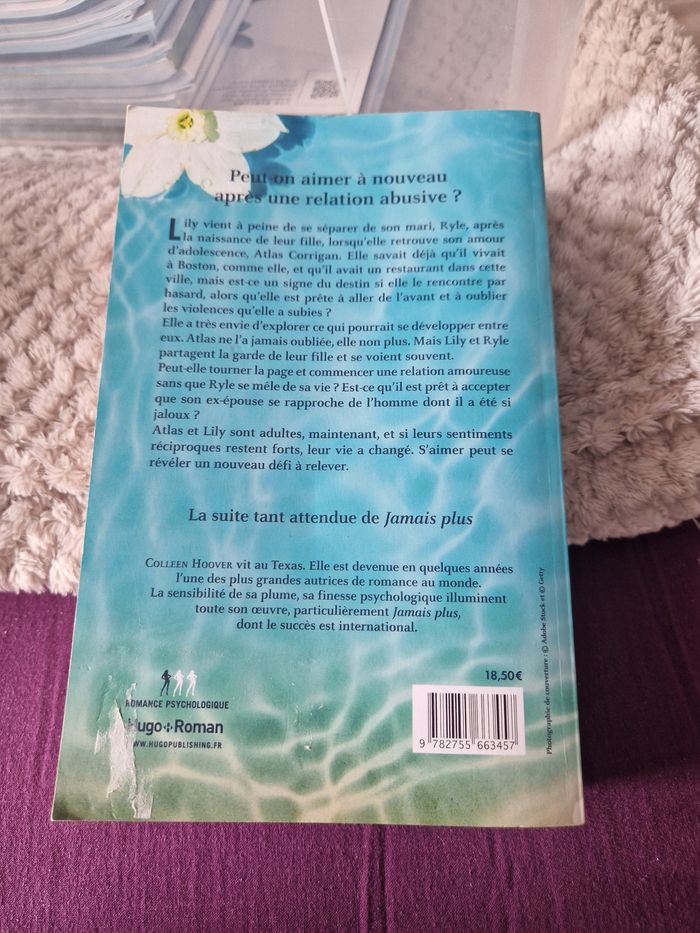 Peut-on aimer à nouveau
après une relation abusive ?
Lily vient à peine de se séparer de son mari, Ryle, après
la naissance de leur fille, lorsqu'elle retrouve son amour
d'adolescence, Atlas Corrigan. Elle savait déjà qu'il vivait
à Boston, comme elle, et qu'il avait un restaurant dans cette
ville, mais est-ce un signe du destin si elle le rencontre par
hasard, alors qu'elle est prête à aller de l'avant et à oublier
les violences qu'elle a subies ?
Elle a très envie d'explorer ce qui pourrait se développer entre
eux. Atlas ne l'a jamais oubliée, elle non plus. Mais Lily et Ryle
partagent la garde de leur fille et se voient souvent.
Peut-elle tourner la page et commencer une relation amoureuse
sans que Ryle se mêle de sa vie ? Est-ce qu'il est prêt à accepter
que son ex-épouse se rapproche de l'homme dont il a été si
jaloux ?
Atlas et Lily sont adultes, maintenant, et si leurs sentiments
réciproques restent forts, leur vie a changé. S'aimer peut se
révéler un nouveau défi à relever.
La suite tant attendue de Jamais plus
COLLEEN HOOVER vit au Texas. Elle est devenue en quelques années
l'une des plus grandes autrices de romance au monde.
La sensibilité de sa plume, sa finesse psychologique illuminent
toute son œuvre, particulièrement Jamais plus,
dont le succès est international.
ROMANCE PSYCHOLOGIQUE
Hugo+Roman
WWW.HUGOPUBLISHING.FR
18,50€
9 782755 663457
Photographie de couverture : © Adobe Stock et © Getty